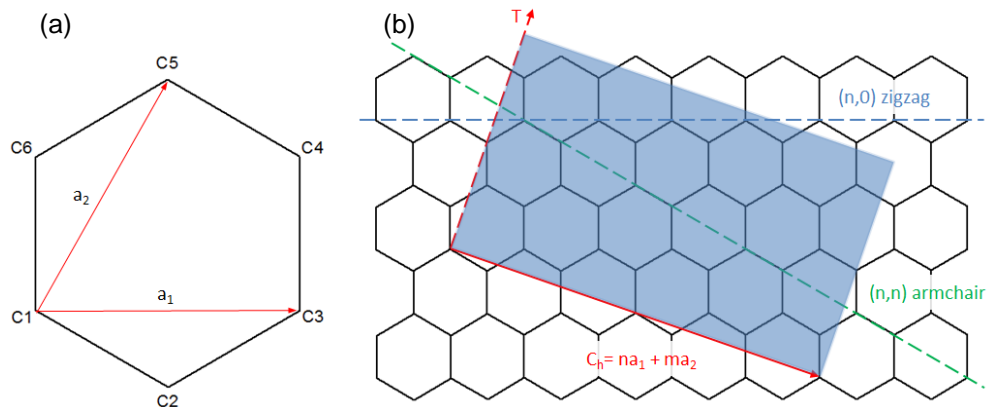 (a)
C5
C6
C4
a₂
a₁
C1
C3
C2
(b)
T
(n,0) zigzag
(n,n) armchair
Cₕ= na₁ + ma₂